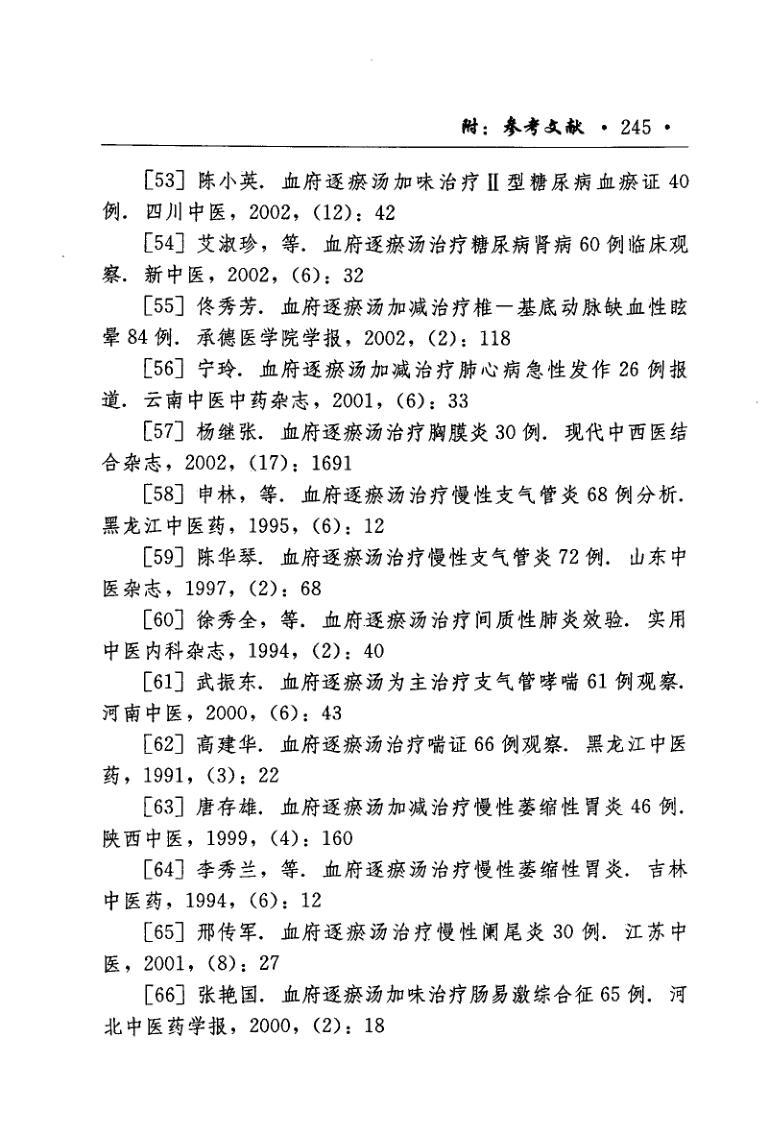 附：参考文献 · 245 ·
[53] 陈小英．血府逐瘀汤加味治疗Ⅱ型糖尿病血瘀证 40
例．四川中医，2002，(12)：42
[54] 艾淑珍，等．血府逐瘀汤治疗糖尿病肾病 60 例临床观
察．新中医，2002，(6)：32
[55] 佟秀芳．血府逐瘀汤加减治疗椎－基底动脉缺血性眩
晕 84 例．承德医学院学报，2002，(2)：118
[56] 宁玲．血府逐瘀汤加减治疗肺心病急性发作 26 例报
道．云南中医中药杂志，2001，(6)：33
[57] 杨继张．血府逐瘀汤治疗胸膜炎 30 例．现代中西医结
合杂志，2002，(17)：1691
[58] 申林，等．血府逐瘀汤治疗慢性支气管炎 68 例分析．
黑龙江中医药，1995，(6)：12
[59] 陈华琴．血府逐瘀汤治疗慢性支气管炎 72 例．山东中
医杂志，1997，(2)：68
[60] 徐秀全，等．血府逐瘀汤治疗间质性肺炎效验．实用
中医内科杂志，1994，(2)：40
[61] 武振东．血府逐瘀汤为主治疗支气管哮喘 61 例观察．
河南中医，2000，(6)：43
[62] 高建华．血府逐瘀汤治疗喘证 66 例观察．黑龙江中医
药，1991，(3)：22
[63] 唐存雄．血府逐瘀汤加减治疗慢性萎缩性胃炎 46 例．
陕西中医，1999，(4)：160
[64] 李秀兰，等．血府逐瘀汤治疗慢性萎缩性胃炎．吉林
中医药，1994，(6)：12
[65] 邢传军．血府逐瘀汤治疗慢性阑尾炎 30 例．江苏中
医，2001，(8)：27
[66] 张艳国．血府逐瘀汤加味治疗肠易激综合征 65 例．河
北中医药学报，2000，(2)：18